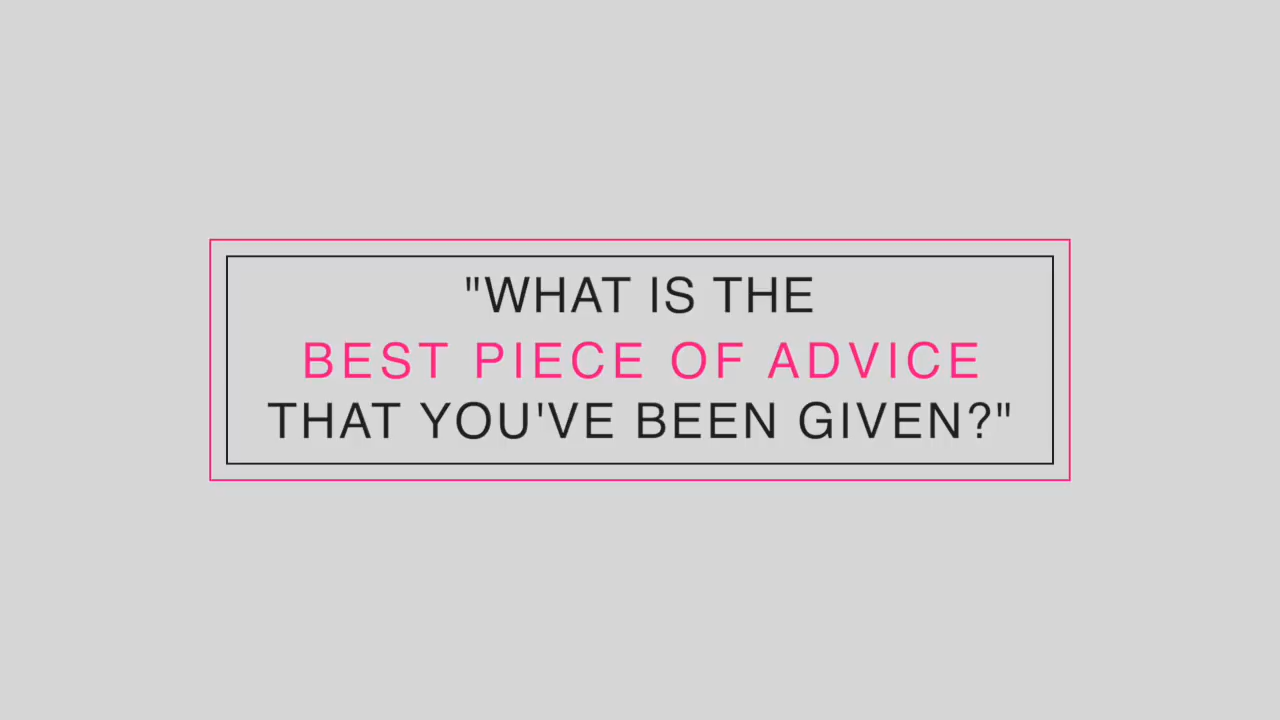 "WHAT IS THE
BEST PIECE OF ADVICE
THAT YOU'VE BEEN GIVEN?"